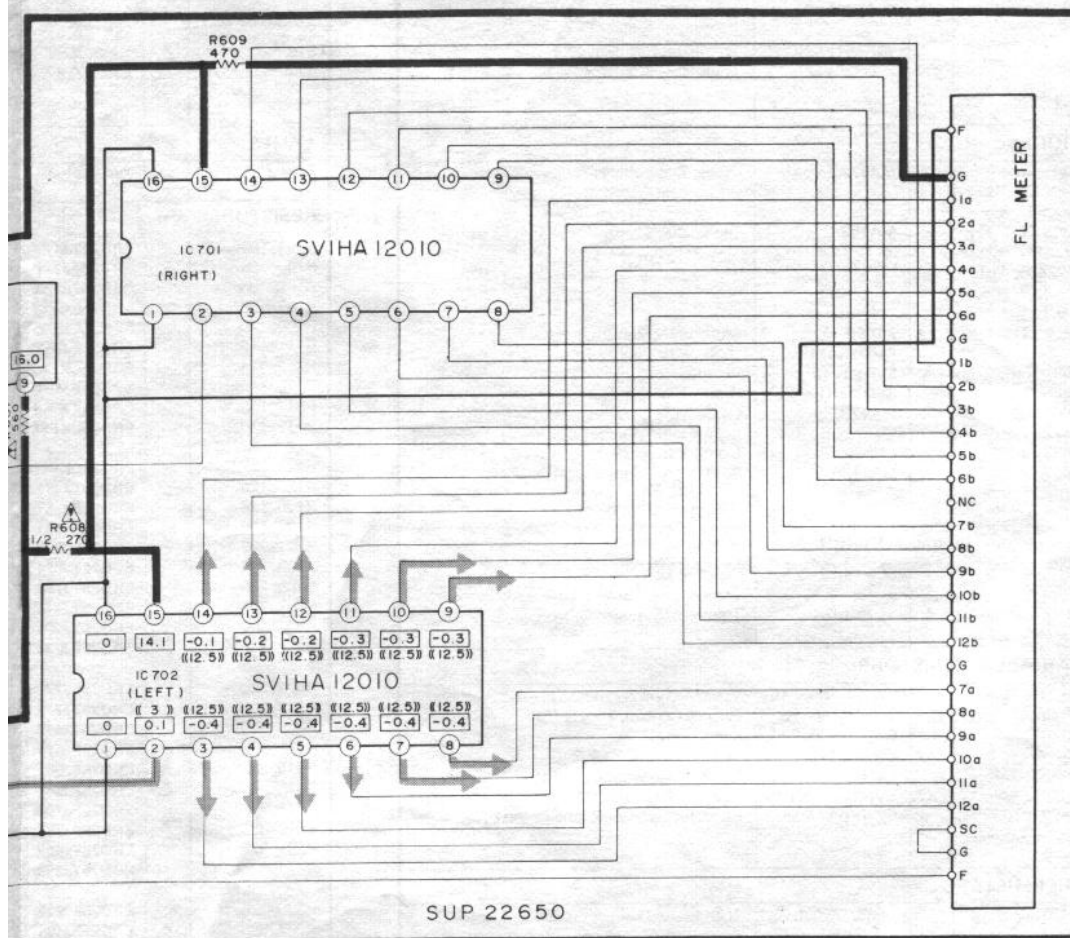 R609
470
16 15 14 13 12 11 10 9
IC701
(RIGHT)
SVIHA 12010
1 2 3 4 5 6 7 8
16.0
9
R608
1/2 270
16 15 14 13 12 11 10 9
0 14.1 -0.1 -0.2 -0.2 -0.3 -0.3 -0.3
((12.5)) ((12.5)) ((12.5)) ((12.5)) ((12.5)) ((12.5))
IC702
(LEFT)
SVIHA 12010
((3)) ((12.5)) ((12.5)) ((12.5)) ((12.5)) ((12.5)) ((12.5))
0 0.1 -0.4 -0.4 -0.4 -0.4 -0.4 -0.4
1 2 3 4 5 6 7 8
FL METER
F
G
1a
2a
3a
4a
5a
6a
G
1b
2b
3b
4b
5b
6b
NC
7b
8b
9b
10b
11b
12b
G
7a
8a
9a
10a
11a
12a
SC
G
F
SUP 22650